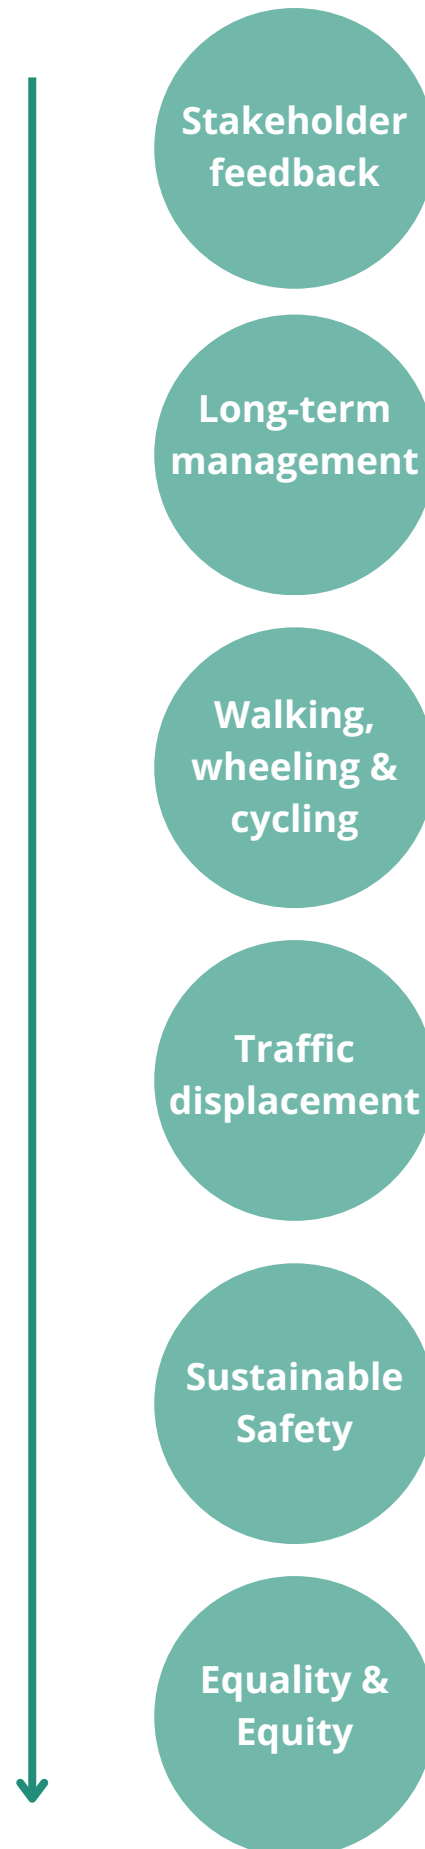 Stakeholder
feedback
Long-term
management
Walking,
wheeling &
cycling
Traffic
displacement
Sustainable
Safety
Equality &
Equity